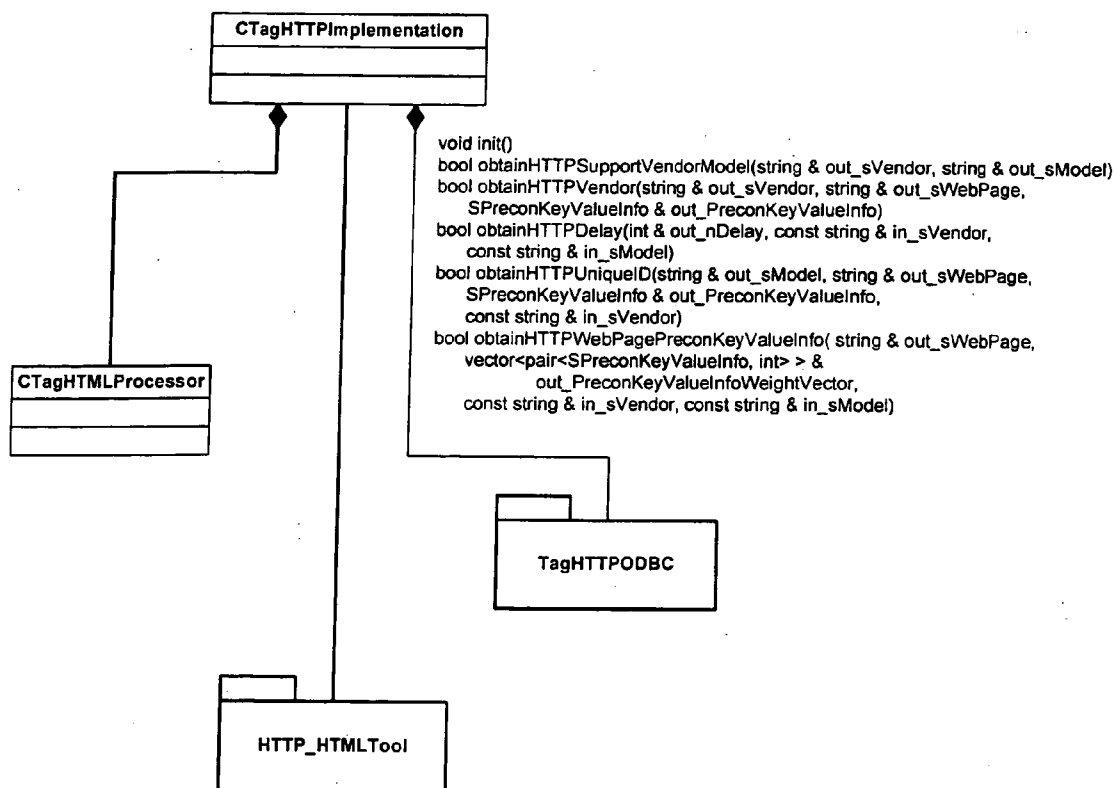 CTagHTTPImplementation
void init()
bool obtainHTTPSupportVendorModel(string & out_sVendor, string & out_sModel)
bool obtainHTTPVendor(string & out_sVendor, string & out_sWebPage,
SPreconKeyValueInfo & out_PreconKeyValueInfo)
bool obtainHTTPDelay(int & out_nDelay, const string & in_sVendor,
const string & in_sModel)
bool obtainHTTPUniqueID(string & out_sModel, string & out_sWebPage,
SPreconKeyValueInfo & out_PreconKeyValueInfo,
const string & in_sVendor)
bool obtainHTTPWebPagePreconKeyValueInfo( string & out_sWebPage,
vector<pair<SPreconKeyValueInfo, int> > &
out_PreconKeyValueInfoWeightVector,
const string & in_sVendor, const string & in_sModel)
CTagHTMLProcessor
TagHTTPODBC
HTTP_HTMLTool